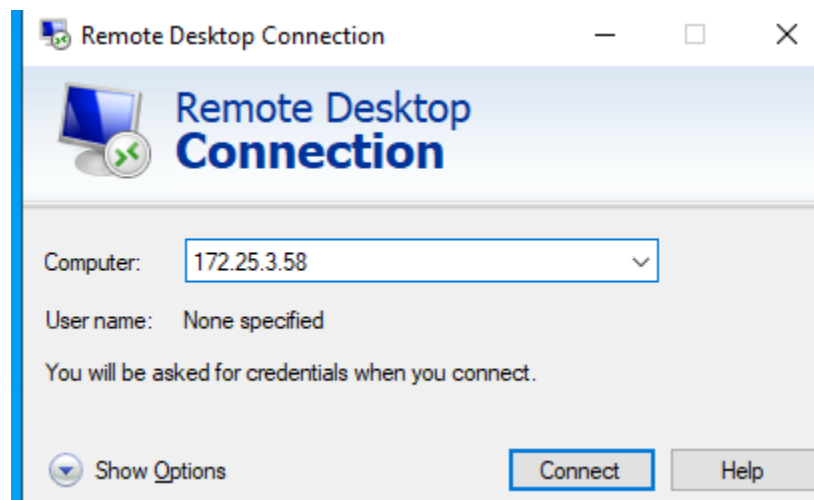 Remote Desktop Connection
Remote Desktop
Connection
Computer: 172.25.3.58
User name: None specified
You will be asked for credentials when you connect.
Show Options Connect Help